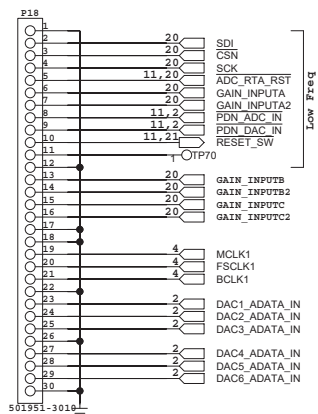 P18
1
2 20 SDI
3 20 CSN
4 20 SCK
5 11,20 ADC_RTA_RST
6 20 GAIN_INPUTA
7 20 GAIN_INPUTA2
8 11,2 PDN_ADC_IN
9 11,2 PDN_DAC_IN
10 11,21 RESET_SW
11 1 TP70
12
13 20 GAIN_INPUTB
14 20 GAIN_INPUTB2
15 20 GAIN_INPUTC
16 20 GAIN_INPUTC2
17
18
19 4 MCLK1
20 4 FSCLK1
21 4 BCLK1
22
23 2 DAC1_ADATA_IN
24 2 DAC2_ADATA_IN
25 2 DAC3_ADATA_IN
26
27 2 DAC4_ADATA_IN
28 2 DAC5_ADATA_IN
29 2 DAC6_ADATA_IN
30
501951-3010
Low Freq